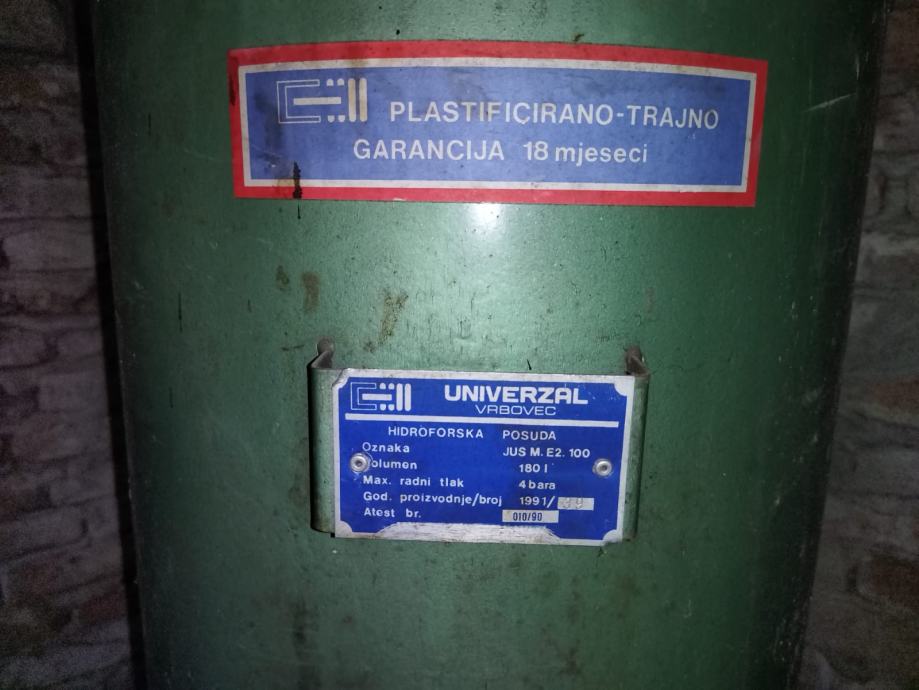 PLASTIFICIRANO-TRAJNO
GARANCIJA 18 mjeseci
UNIVERZAL
VRBOVEC
HIDROFORSKA POSUDA
Oznaka JUS M. E2. 100
Volumen 180 l
Max. radni tlak 4 bara
God. proizvodnje/broj 1991/
Atest br. 010/90